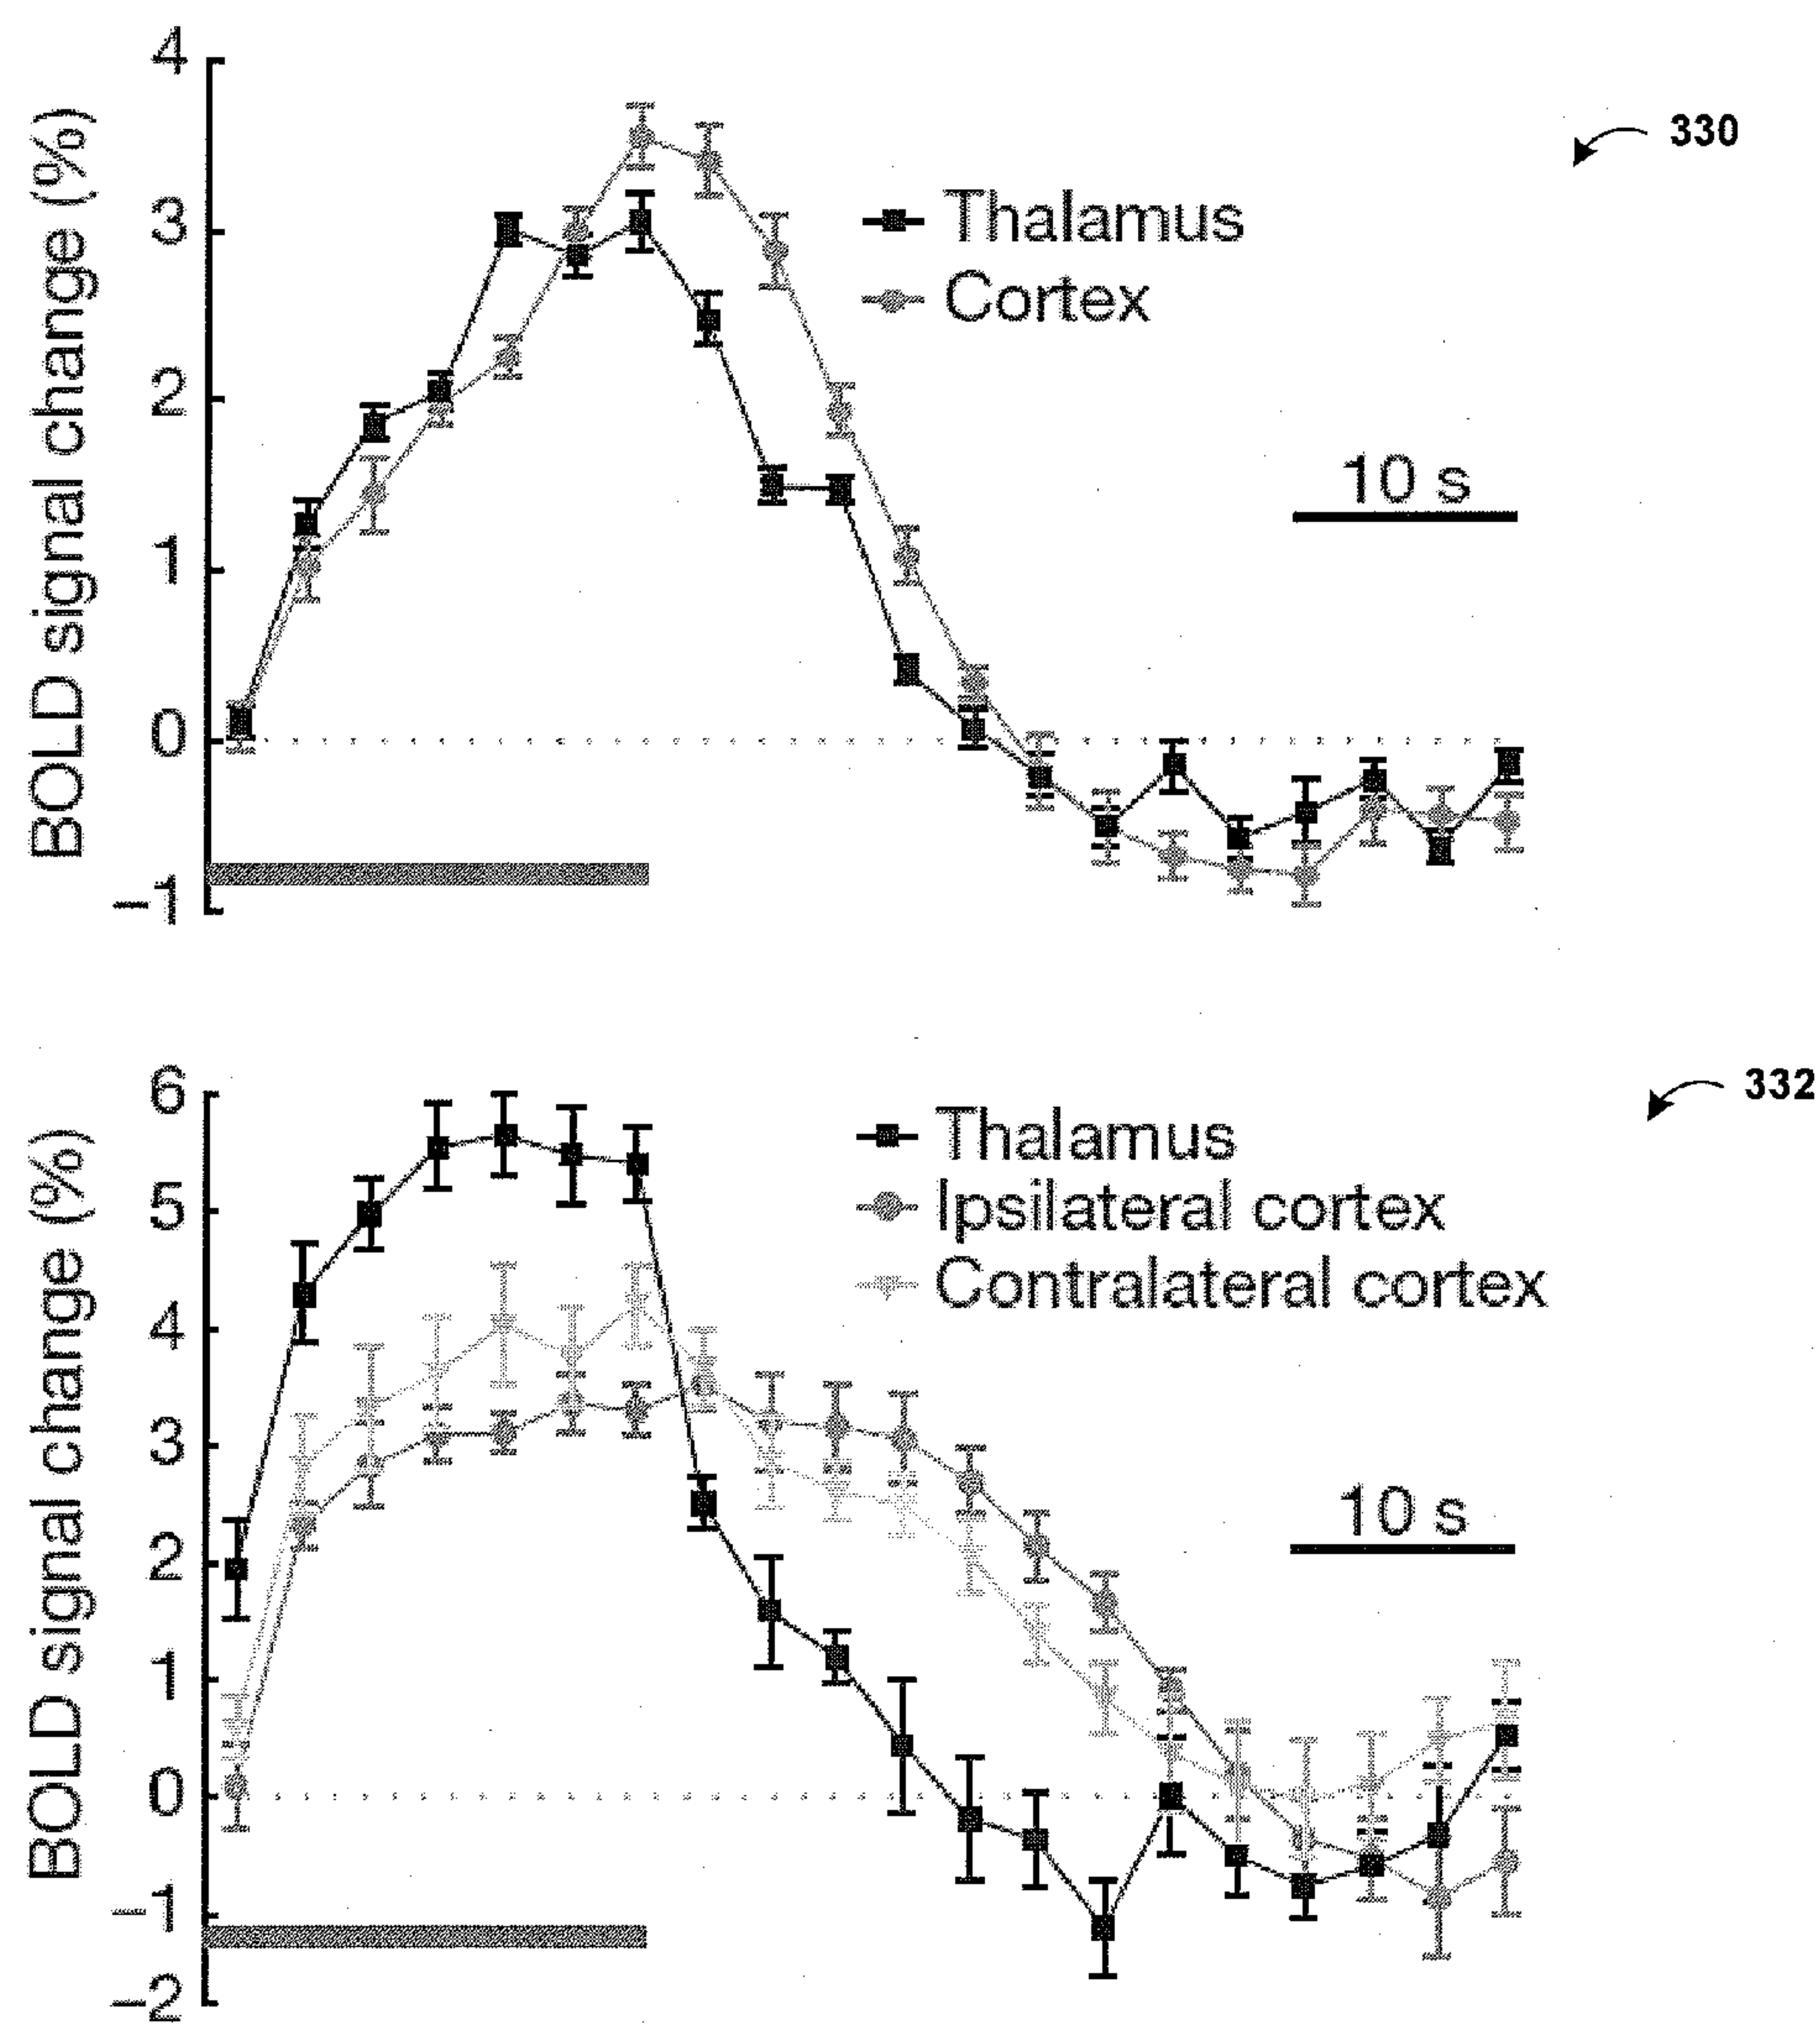 BOLD signal change (%)
4
3
2
1
0
−1
330
Thalamus
Cortex
10 s
BOLD signal change (%)
6
5
4
3
2
1
0
−1
−2
332
Thalamus
Ipsilateral cortex
Contralateral cortex
10 s